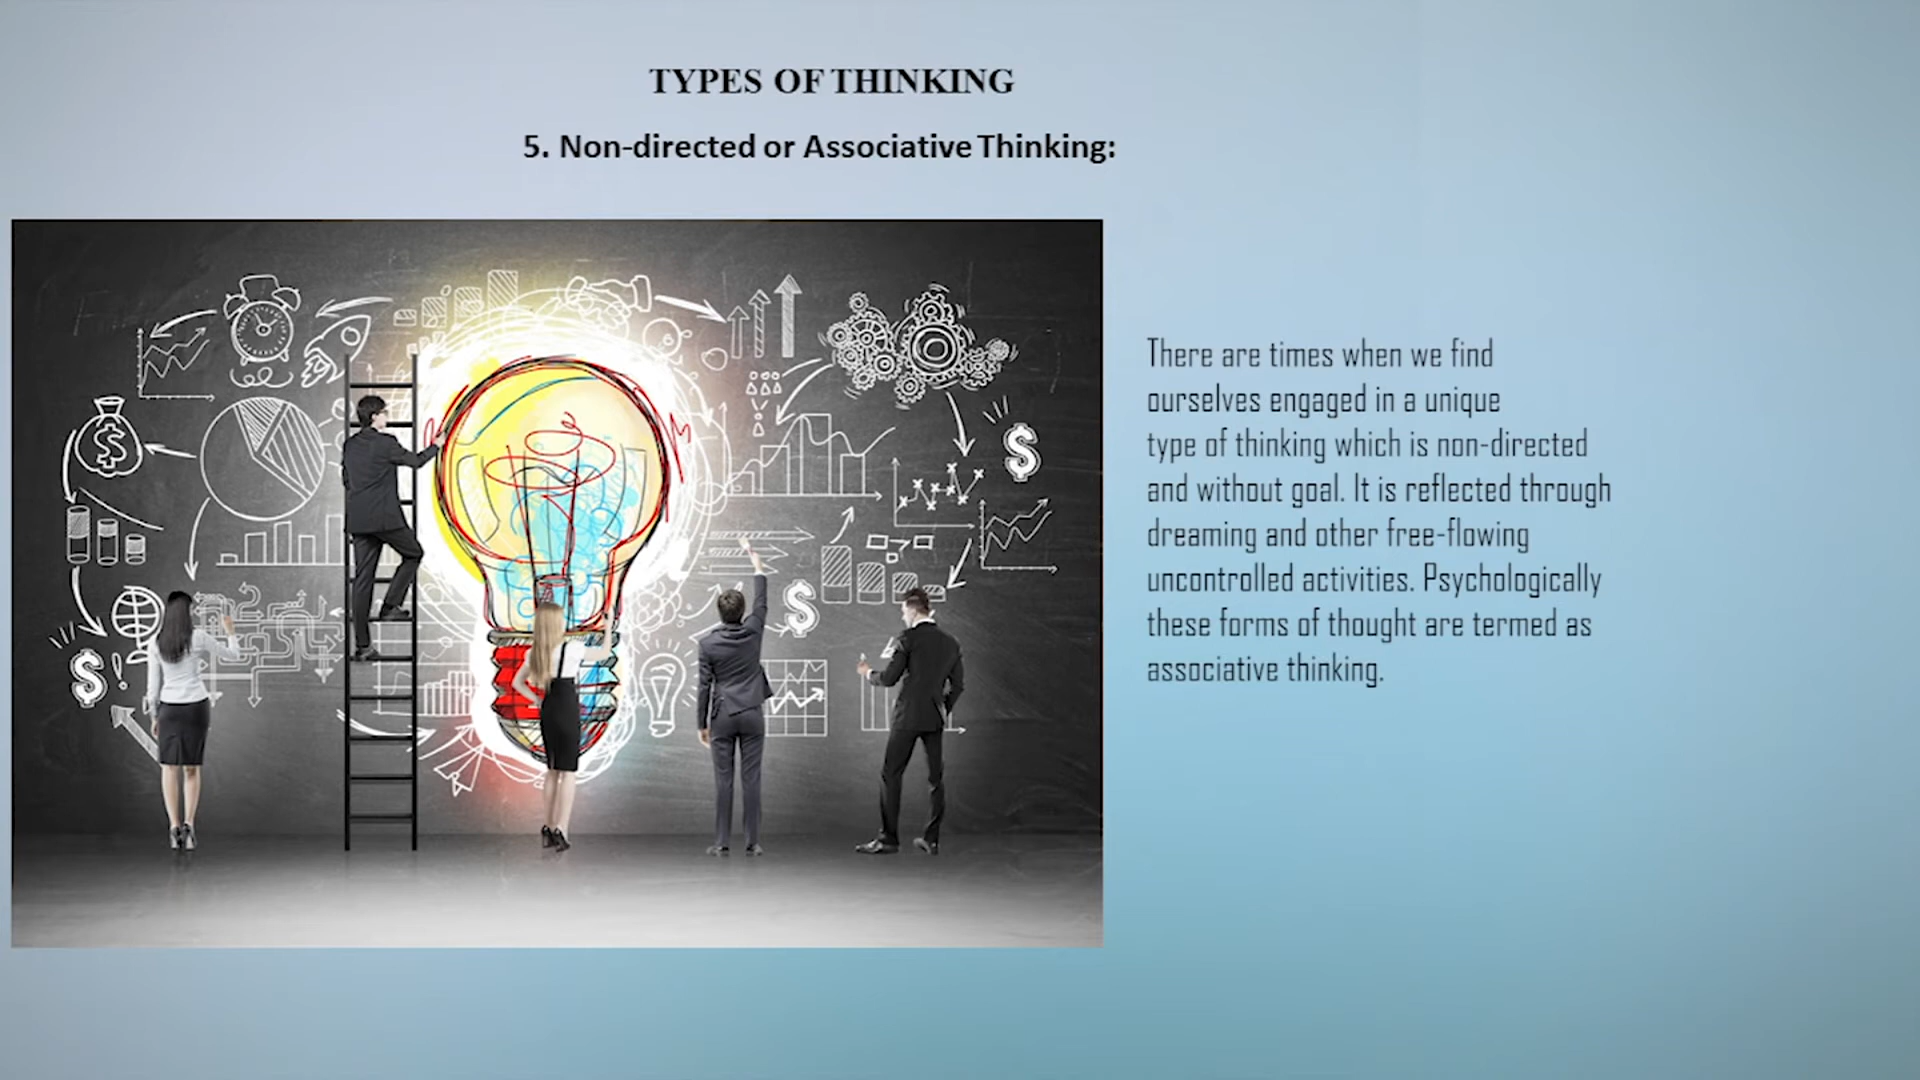 TYPES OF THINKING
5. Non-directed or Associative Thinking:
There are times when we find
ourselves engaged in a unique
type of thinking which is non-directed
and without goal. It is reflected through
dreaming and other free-flowing
uncontrolled activities. Psychologically
these forms of thought are termed as
associative thinking.